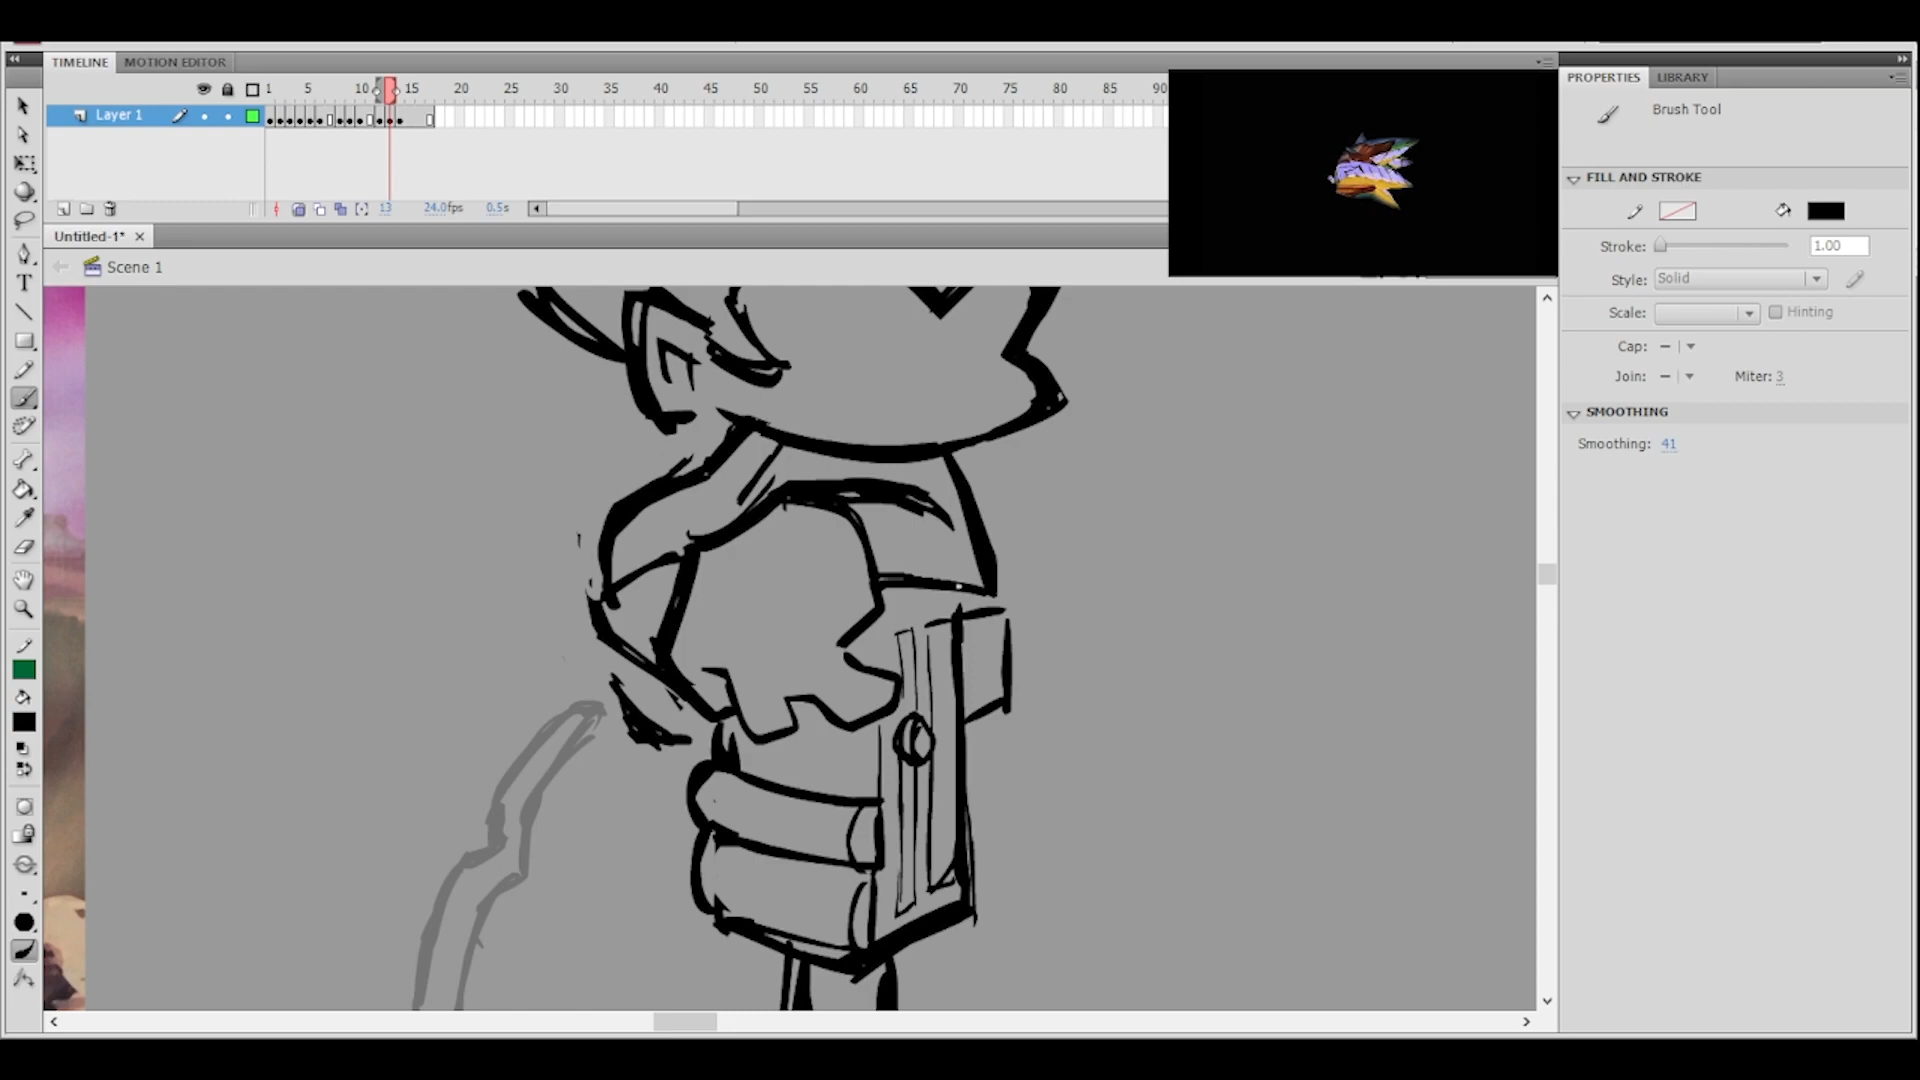 TIMELINE MOTION EDITOR
1 5 10 15 20 25 30 35 40 45 50 55 60 65 70 75 80 85 90
Layer 1
13 24.0fps 0.5s
Untitled-1*
Scene 1
T
PROPERTIES LIBRARY
Brush Tool
FILL AND STROKE
Stroke: 1.00
Style: Solid
Scale: Hinting
Cap:
Join: Miter: 3
SMOOTHING
Smoothing: 41